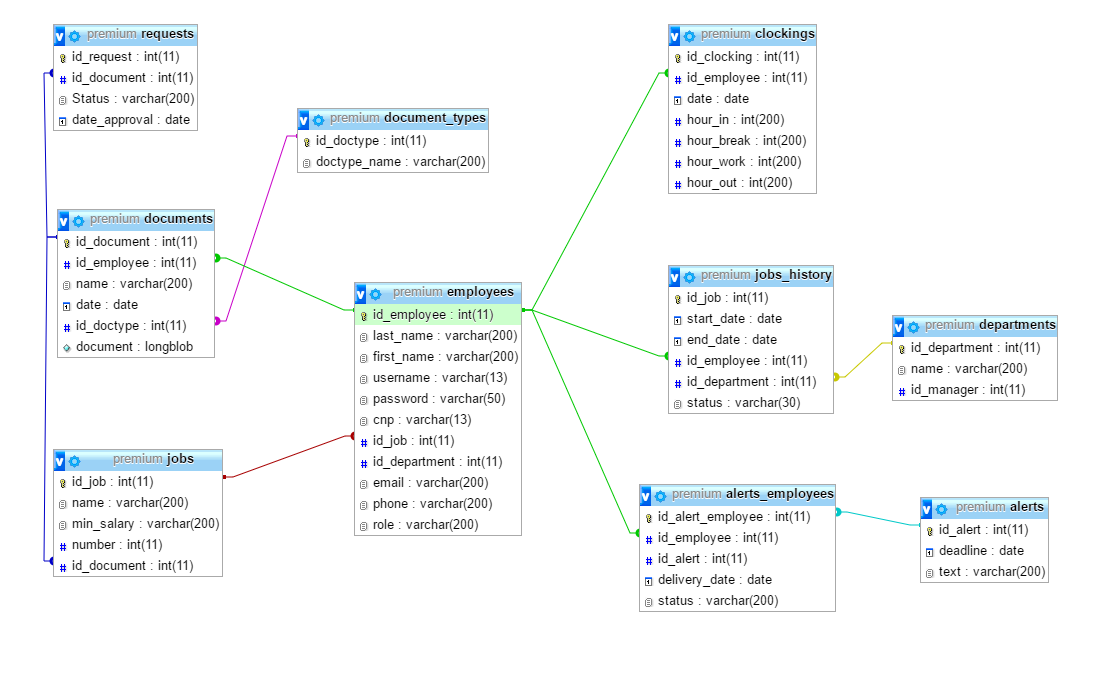 premium requests
id_request : int(11)
id_document : int(11)
Status : varchar(200)
date_approval : date
premium document_types
id_doctype : int(11)
doctype_name : varchar(200)
premium clockings
id_clocking : int(11)
id_employee : int(11)
date : date
hour_in : int(200)
hour_break : int(200)
hour_work : int(200)
hour_out : int(200)
premium documents
id_document : int(11)
id_employee : int(11)
name : varchar(200)
date : date
id_doctype : int(11)
document : longblob
premium employees
id_employee : int(11)
last_name : varchar(200)
first_name : varchar(200)
username : varchar(13)
password : varchar(50)
cnp : varchar(13)
id_job : int(11)
id_department : int(11)
email : varchar(200)
phone : varchar(200)
role : varchar(200)
premium jobs_history
id_job : int(11)
start_date : date
end_date : date
id_employee : int(11)
id_department : int(11)
status : varchar(30)
premium departments
id_department : int(11)
name : varchar(200)
id_manager : int(11)
premium jobs
id_job : int(11)
name : varchar(200)
min_salary : varchar(200)
number : int(11)
id_document : int(11)
premium alerts_employees
id_alert_employee : int(11)
id_employee : int(11)
id_alert : int(11)
delivery_date : date
status : varchar(200)
premium alerts
id_alert : int(11)
deadline : date
text : varchar(200)